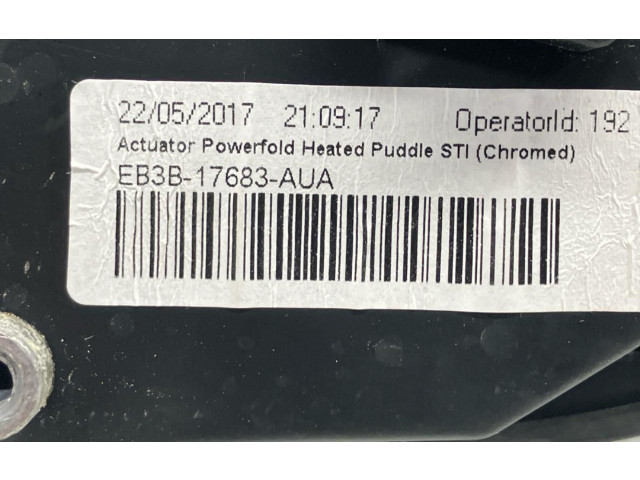 22/05/2017 21:09:17 OperatorId: 192
Actuator Powerfold Heated Puddle STI (Chromed)
EB3B-17683-AUA